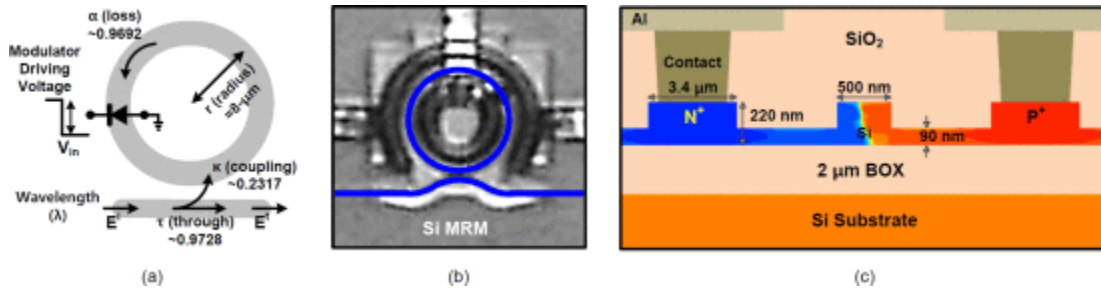 α (loss)
~0.9692
Modulator
Driving
Voltage
V_in
r (radius)
=8-μm
κ (coupling)
~0.2317
Wavelength
(λ)
E^i
E^t
τ (through)
~0.9728
(a)
Si MRM
(b)
Al
SiO₂
Contact
3.4 μm
500 nm
N⁺
220 nm
Si
90 nm
P⁺
2 μm BOX
Si Substrate
(c)